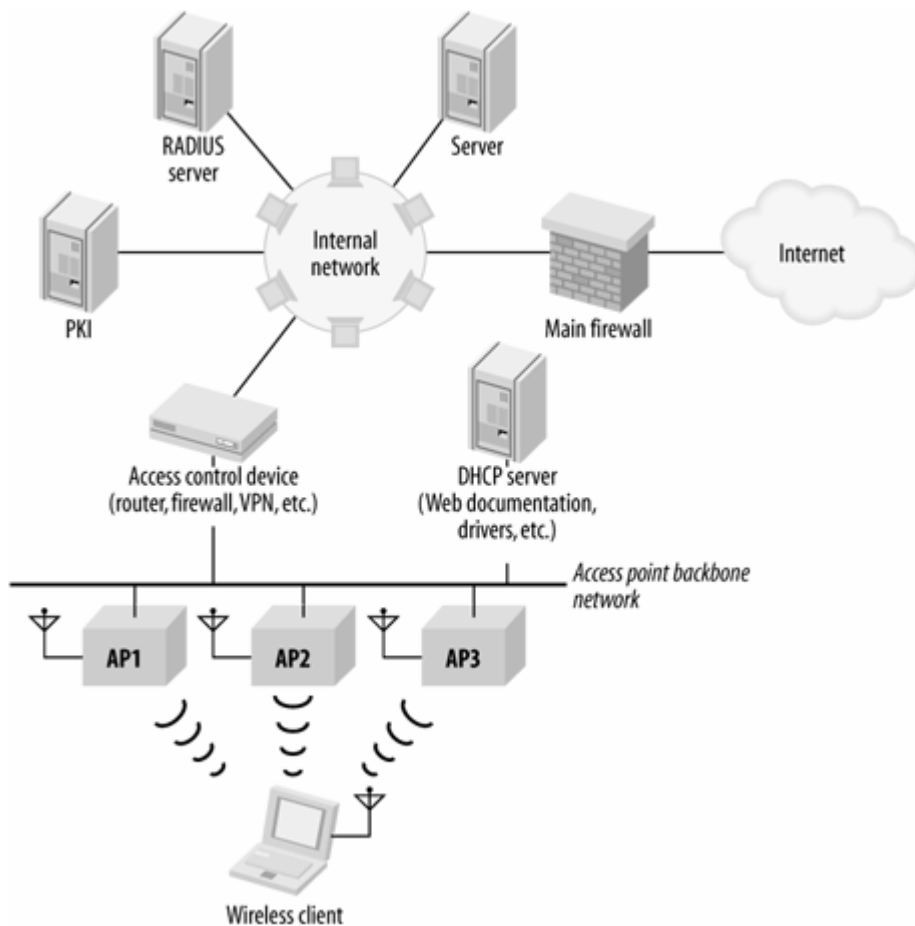 RADIUS
server
Server
Internal
network
Internet
PKI
Main firewall
Access control device
(router, firewall, VPN, etc.)
DHCP server
(Web documentation,
drivers, etc.)
Access point backbone
network
AP1
AP2
AP3
Wireless client